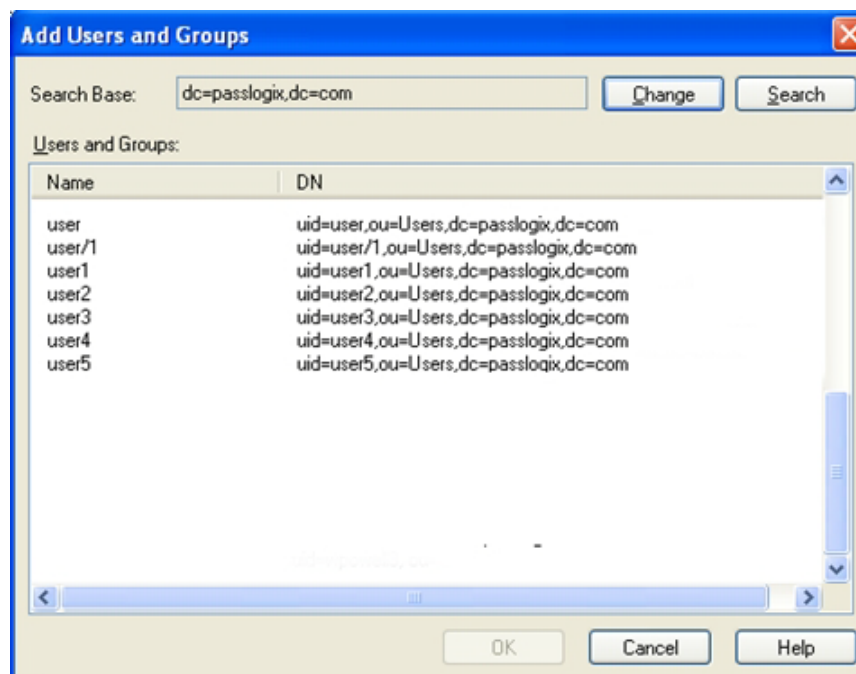 Add Users and Groups
Search Base: dc=passlogix,dc=com Change Search
Users and Groups:
Name DN
user uid=user,ou=Users,dc=passlogix,dc=com
user/1 uid=user/1,ou=Users,dc=passlogix,dc=com
user1 uid=user1,ou=Users,dc=passlogix,dc=com
user2 uid=user2,ou=Users,dc=passlogix,dc=com
user3 uid=user3,ou=Users,dc=passlogix,dc=com
user4 uid=user4,ou=Users,dc=passlogix,dc=com
user5 uid=user5,ou=Users,dc=passlogix,dc=com
OK Cancel Help